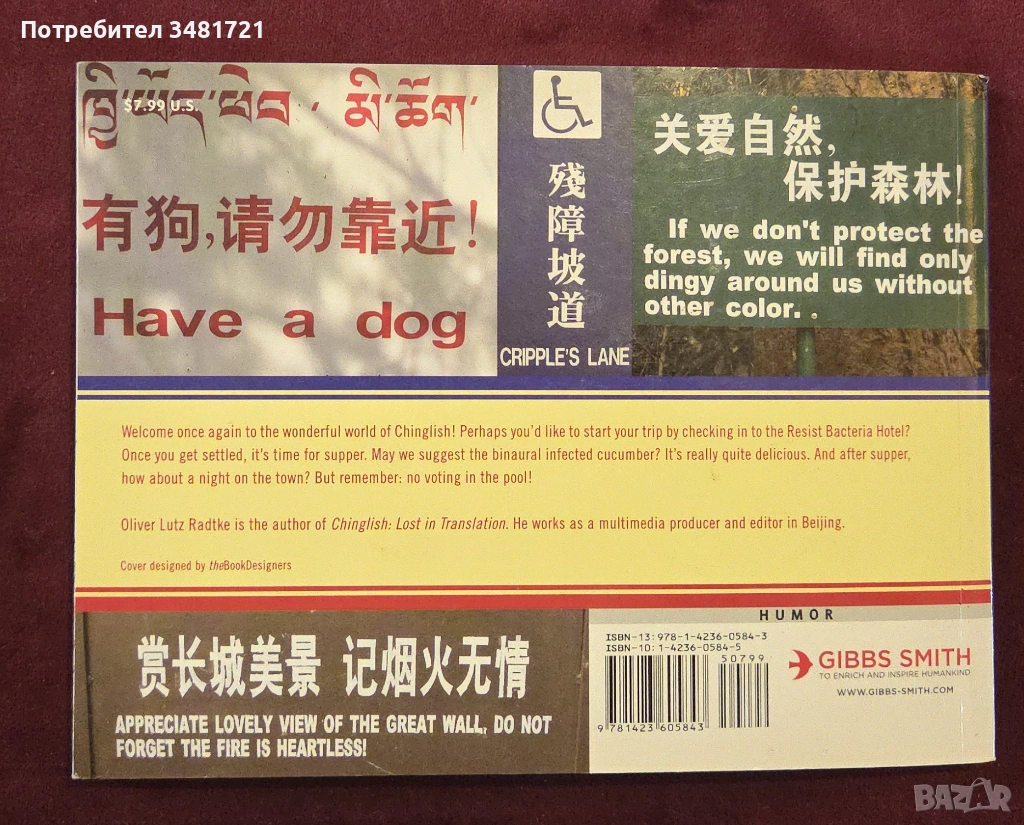 Потребител 3481721
ཁྱི་ཡོད་པས་, མི་ཆོག་
$7.99 U.S.
有狗,请勿靠近!
Have a dog
殘障坡道
CRIPPLE'S LANE
关爱自然,
保护森林!
If we don't protect the
forest, we will find only
dingy around us without
other color.
Welcome once again to the wonderful world of Chinglish! Perhaps you'd like to start your trip by checking in to the Resist Bacteria Hotel?
Once you get settled, it's time for supper. May we suggest the binaural infected cucumber? It's really quite delicious. And after supper,
how about a night on the town? But remember: no voting in the pool!
Oliver Lutz Radtke is the author of Chinglish: Lost in Translation. He works as a multimedia producer and editor in Beijing.
Cover designed by theBookDesigners
赏长城美景 记烟火无情
APPRECIATE LOVELY VIEW OF THE GREAT WALL, DO NOT
FORGET THE FIRE IS HEARTLESS!
HUMOR
ISBN-13: 978-1-4236-0584-3
ISBN-10: 1-4236-0584-5
50799
9 781423 605843
GIBBS SMITH
TO ENRICH AND INSPIRE HUMANKIND
WWW.GIBBS-SMITH.COM
BAZAR